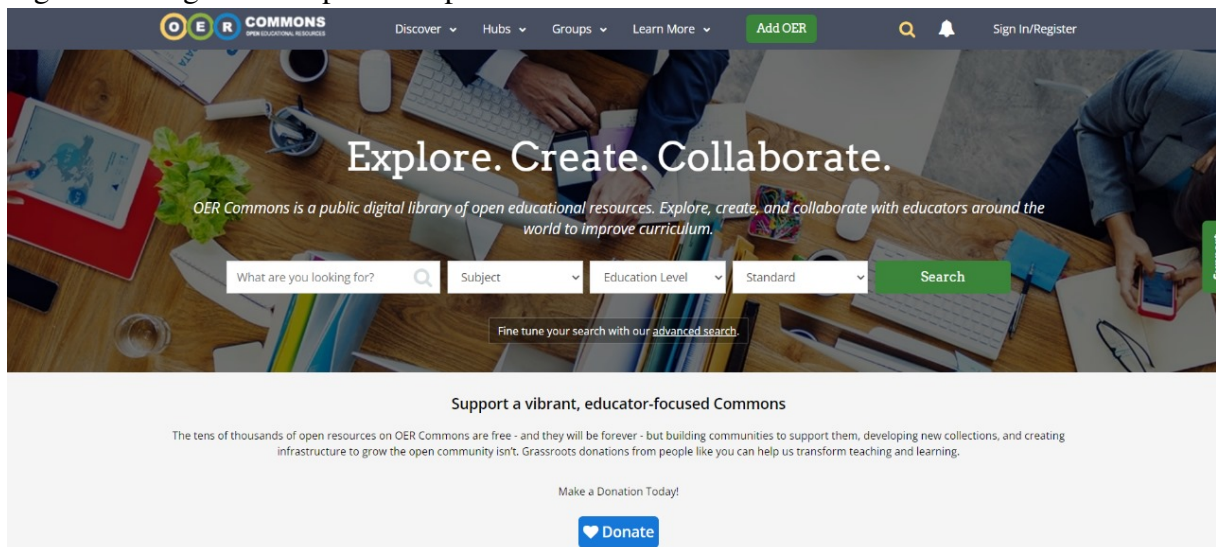 OER COMMONS
OPEN EDUCATIONAL RESOURCES
Discover Hubs Groups Learn More Add OER Sign In/Register
Explore. Create. Collaborate.
OER Commons is a public digital library of open educational resources. Explore, create, and collaborate with educators around the
world to improve curriculum.
What are you looking for? Subject Education Level Standard Search
Fine tune your search with our advanced search.
Support a vibrant, educator-focused Commons
The tens of thousands of open resources on OER Commons are free - and they will be forever - but building communities to support them, developing new collections, and creating
infrastructure to grow the open community isn't. Grassroots donations from people like you can help us transform teaching and learning.
Make a Donation Today!
Donate